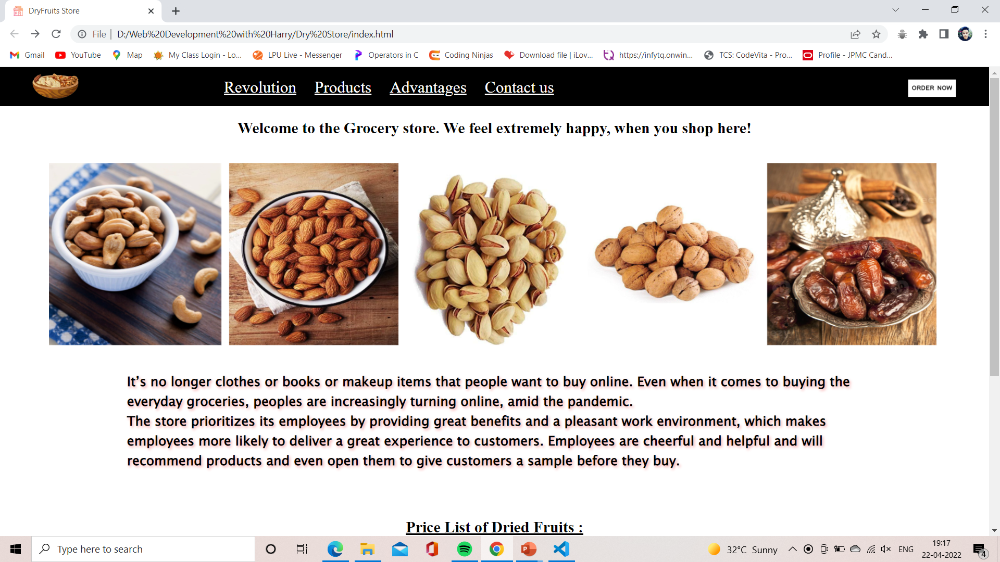 DryFruits Store
File
D:/Web%20Development%20with%20Harry/Dry%20Store/index.html
Gmail
YouTube
Map
My Class Login - Lo...
LPU Live - Messenger
Operators in C
Coding Ninjas
Download file | iLov...
https://infytq.onwin...
TCS: CodeVita - Pro...
Profile - JPMC Cand...
Revolution Products Advantages Contact us
ORDER NOW
Welcome to the Grocery store. We feel extremely happy, when you shop here!
It’s no longer clothes or books or makeup items that people want to buy online. Even when it comes to buying the
everyday groceries, peoples are increasingly turning online, amid the pandemic.
The store prioritizes its employees by providing great benefits and a pleasant work environment, which makes
employees more likely to deliver a great experience to customers. Employees are cheerful and helpful and will
recommend products and even open them to give customers a sample before they buy.
Price List of Dried Fruits :
Type here to search
32°C Sunny
ENG
19:17
22-04-2022
4